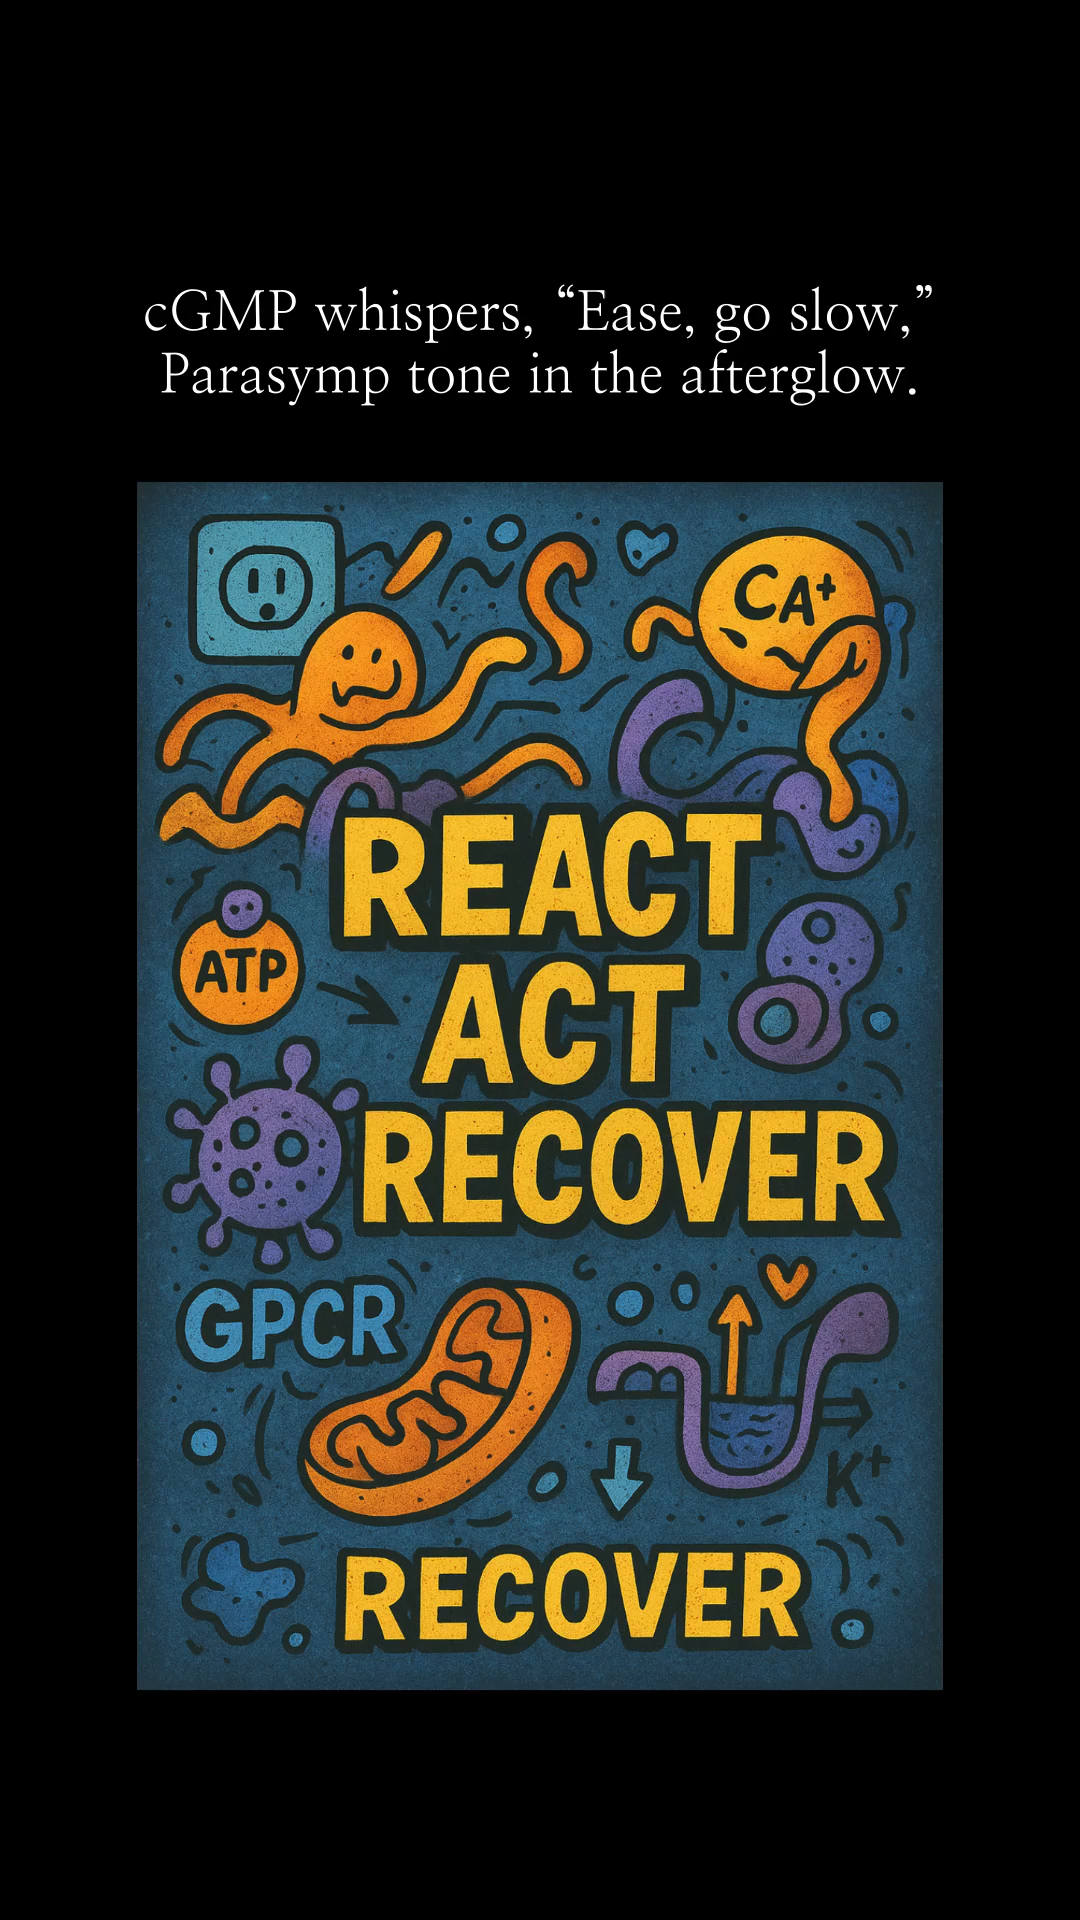 cGMP whispers, “Ease, go slow,”
Parasymp tone in the afterglow.
CA⁺
REACT
ATP
ACT
RECOVER
GPCR
K⁺
RECOVER